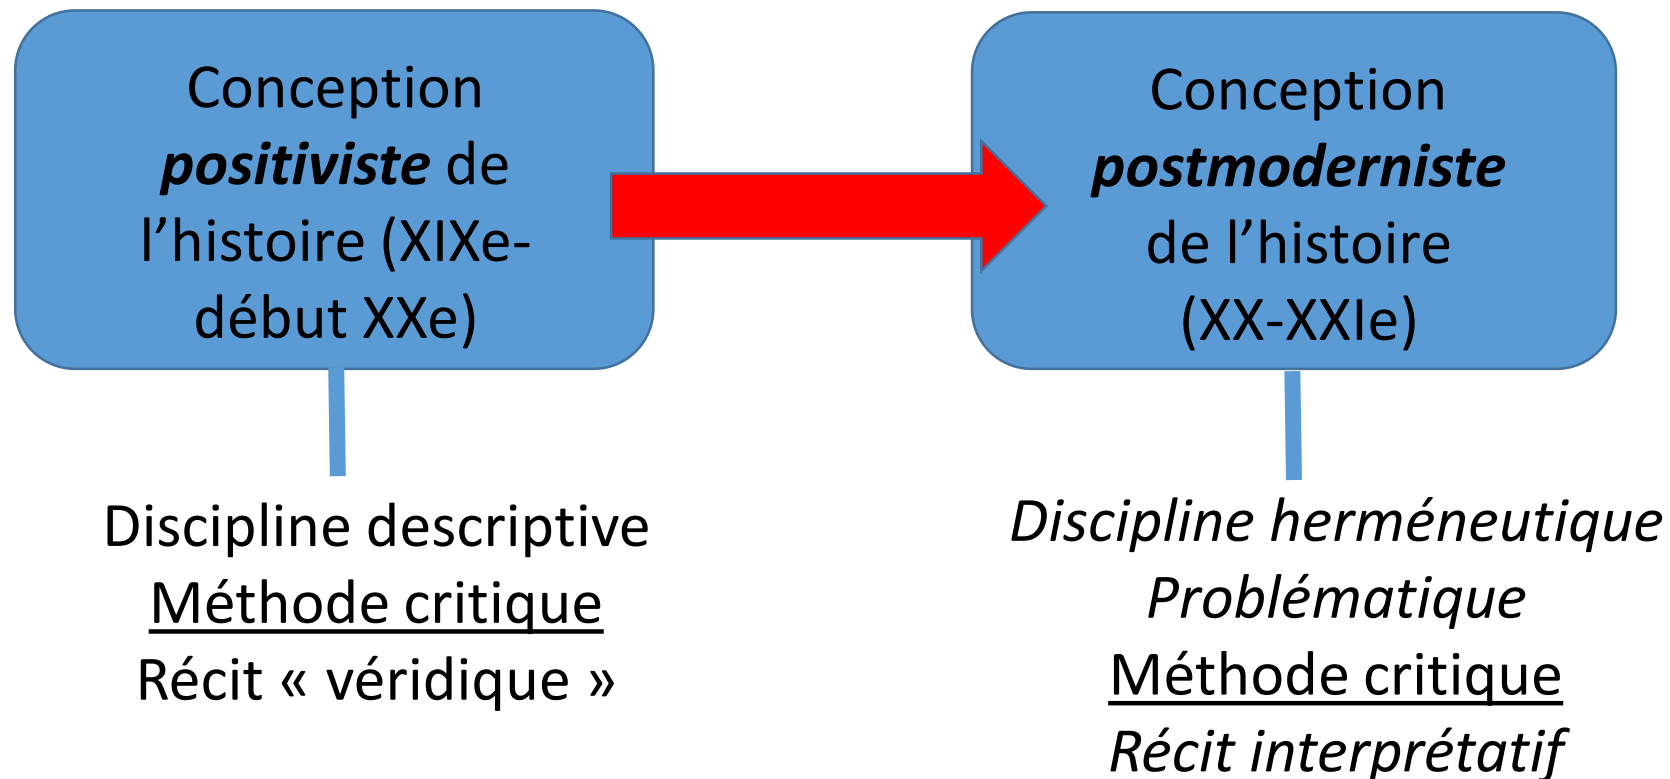 Conception
positiviste de
l’histoire (XIXe-
début XXe)
Conception
postmoderniste
de l’histoire
(XX-XXIe)
Discipline descriptive
Méthode critique
Récit « véridique »
Discipline herméneutique
Problématique
Méthode critique
Récit interprétatif